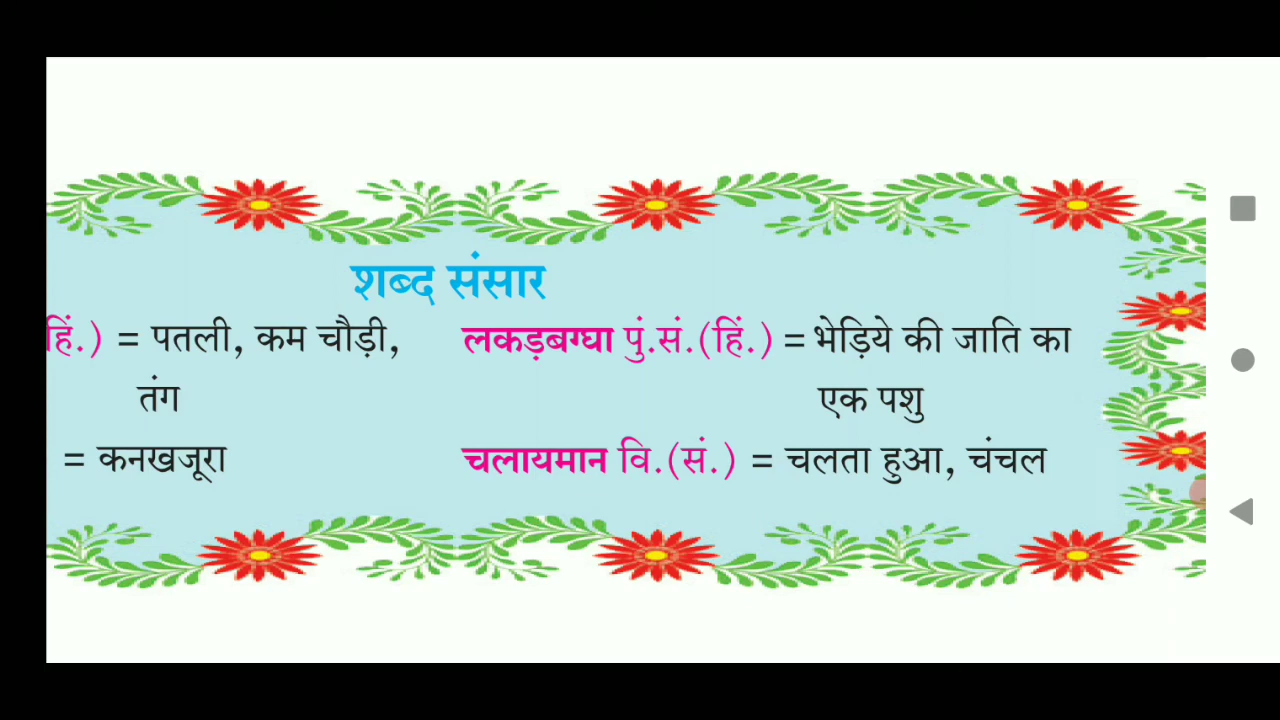 शब्द संसार
हिं.) = पतली, कम चौड़ी,
तंग
= कनखजूरा
लकड़बग्घा पुं.सं.(हिं.) = भेड़िये की जाति का
एक पशु
चलायमान वि.(सं.) = चलता हुआ, चंचल